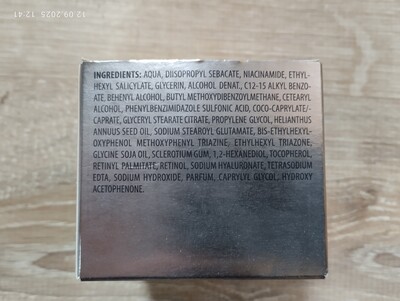 12.09.2025 12:41
INGREDIENTS: AQUA, DIISOPROPYL SEBACATE, NIACINAMIDE, ETHYL-
HEXYL SALICYLATE, GLYCERIN, ALCOHOL DENAT., C12-15 ALKYL BENZO-
ATE, BEHENYL ALCOHOL, BUTYL METHOXYDIBENZOYLMETHANE, CETEARYL
ALCOHOL, PHENYLBENZIMIDAZOLE SULFONIC ACID, COCO-CAPRYLATE/-
CAPRATE, GLYCERYL STEARATE CITRATE, PROPYLENE GLYCOL, HELIANTHUS
ANNUUS SEED OIL, SODIUM STEAROYL GLUTAMATE, BIS-ETHYLHEXYL-
OXYPHENOL METHOXYPHENYL TRIAZINE, ETHYLHEXYL TRIAZONE,
GLYCINE SOJA OIL, SCLEROTIUM GUM, 1,2-HEXANEDIOL, TOCOPHEROL,
RETINYL PALMITATE, RETINOL, SODIUM HYALURONATE, TETRASODIUM
EDTA, SODIUM HYDROXIDE, PARFUM, CAPRYLYL GLYCOL, HYDROXY
ACETOPHENONE.